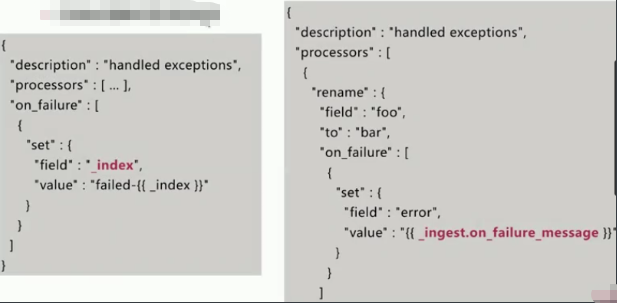 {
"description" : "handled exceptions",
"processors" : [ ... ],
"on_failure" : [
{
"set" : {
"field" : "_index",
"value" : "failed-{{ _index }}"
}
}
]
}
{
"description" : "handled exceptions",
"processors" : [
{
"rename" : {
"field" : "foo",
"to" : "bar",
"on_failure" : [
{
"set" : {
"field" : "error",
"value" : "{{ _ingest.on_failure_message }}"
}
}
]